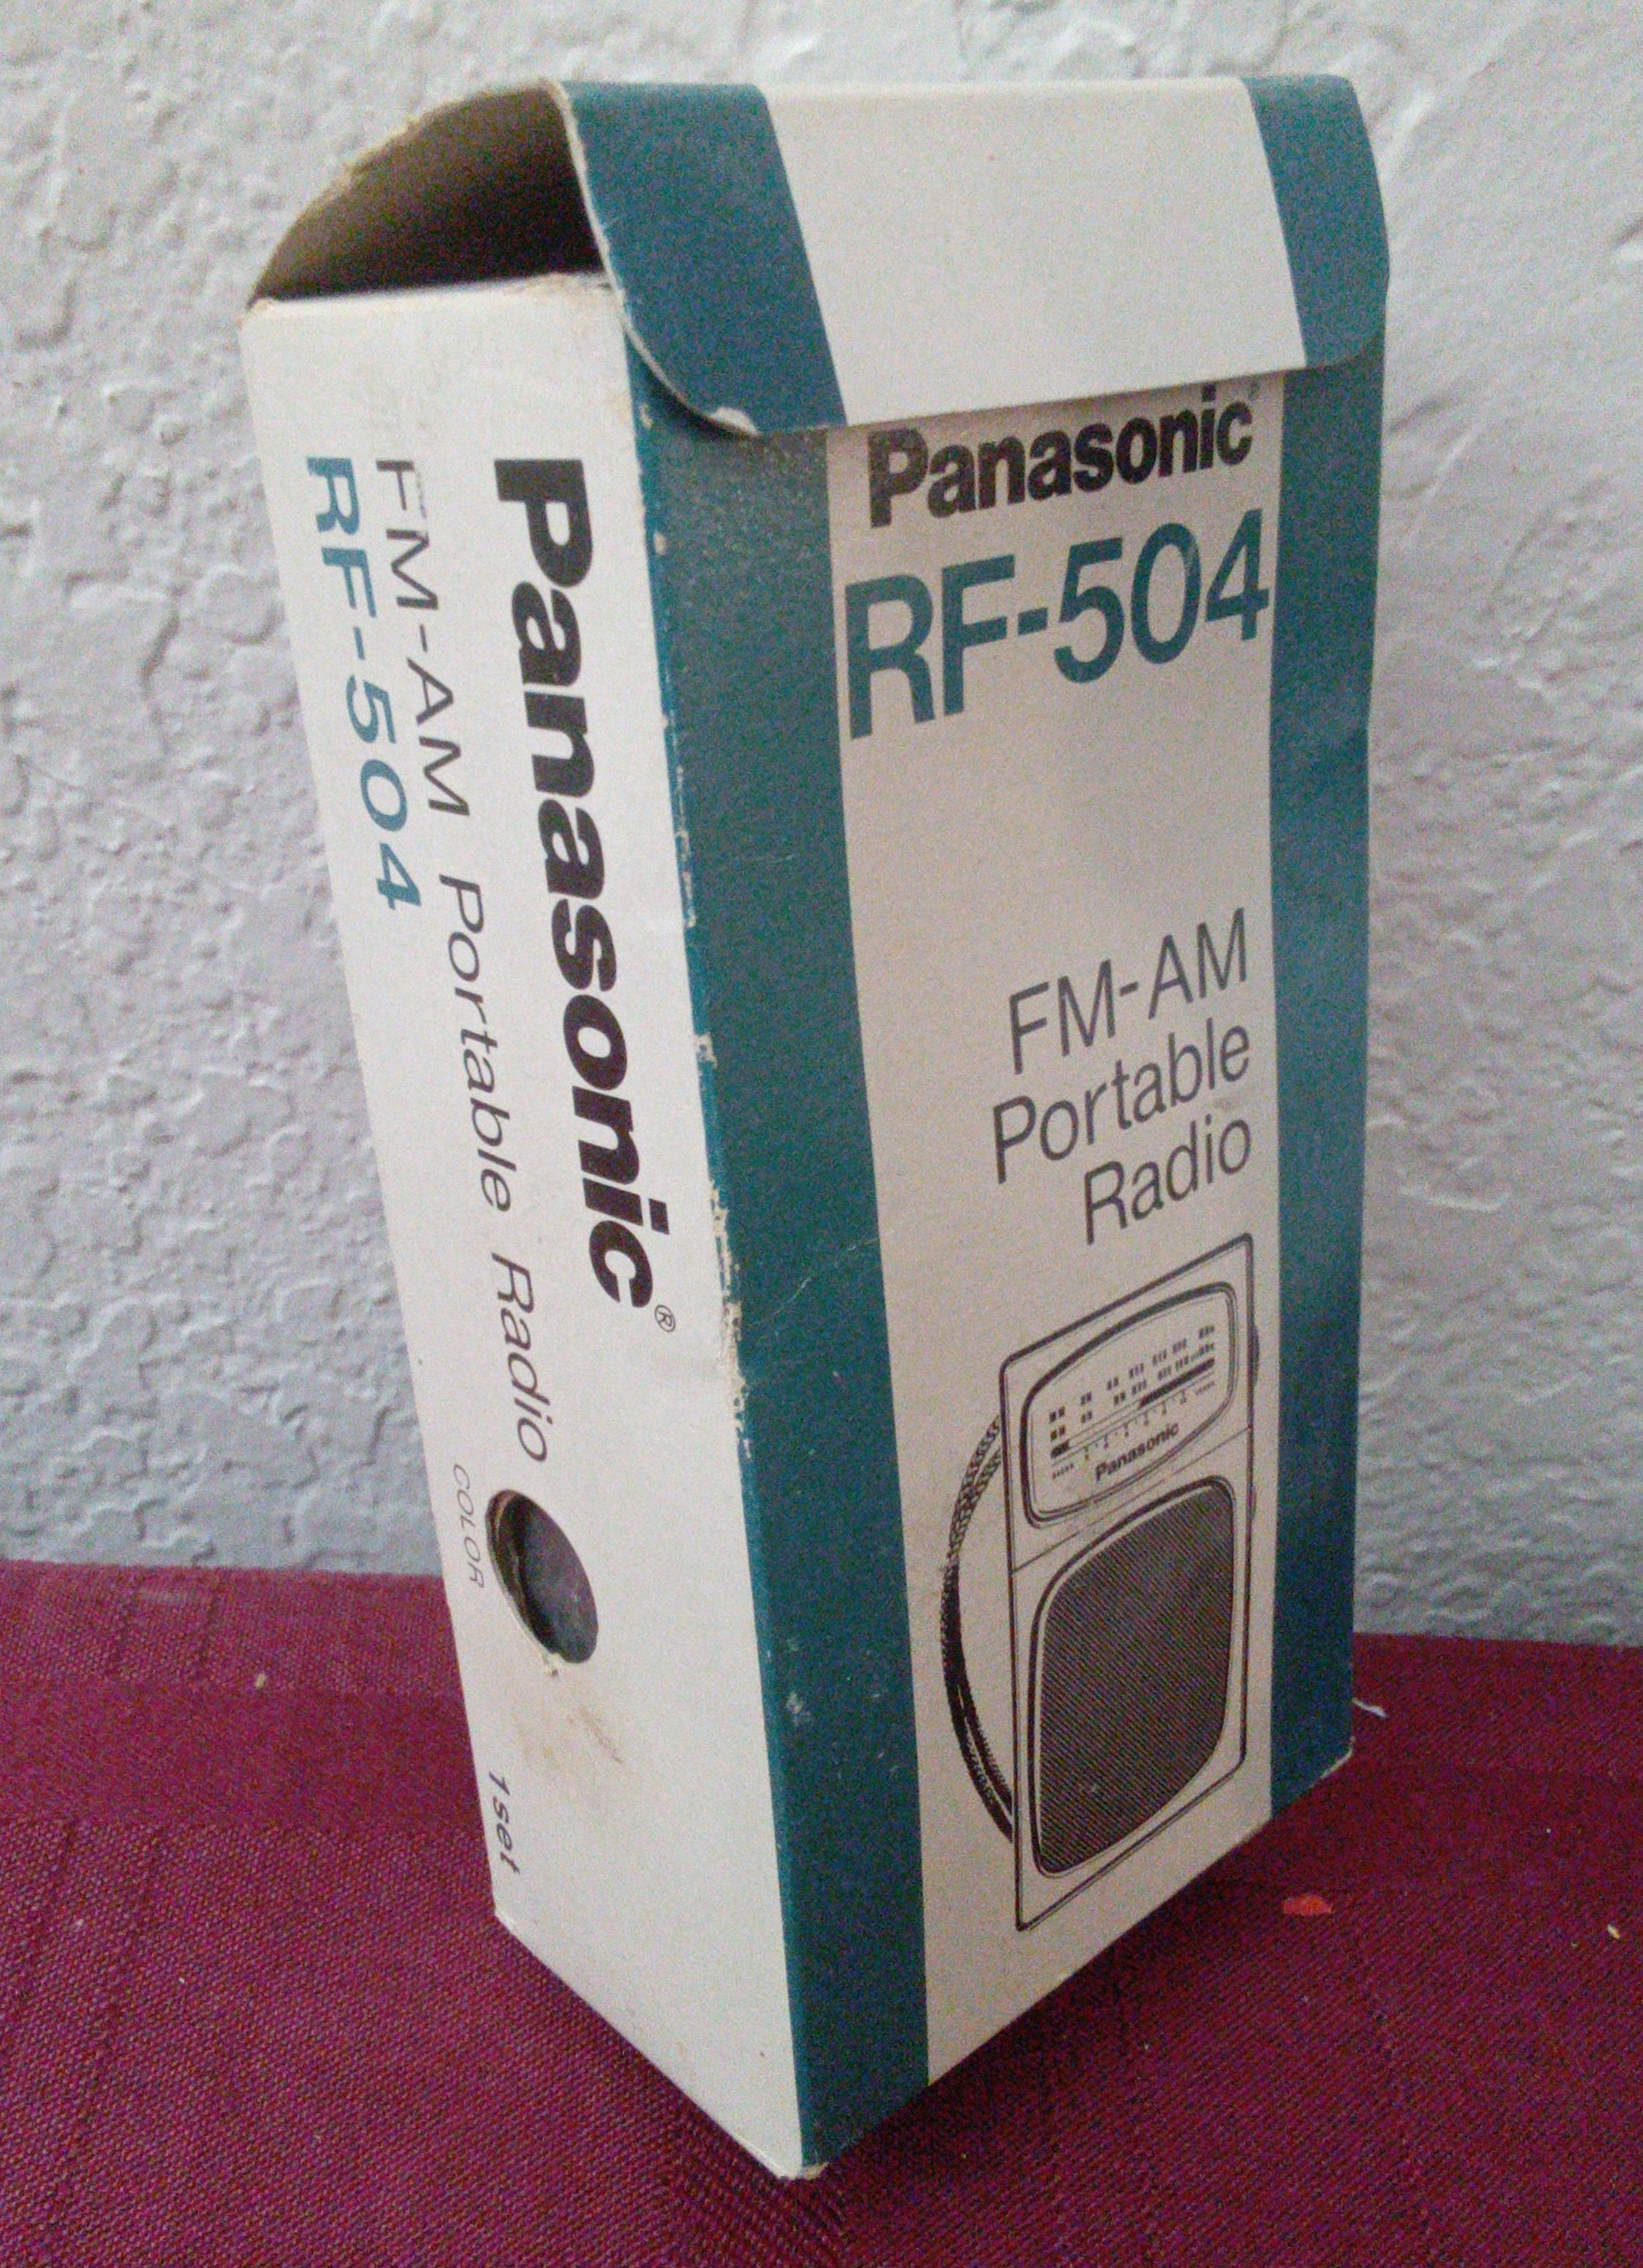 Panasonic
RF-504
FM-AM
Portable
Radio
Panasonic
Panasonic®
FM-AM Portable Radio
RF-504
COLOR
1set